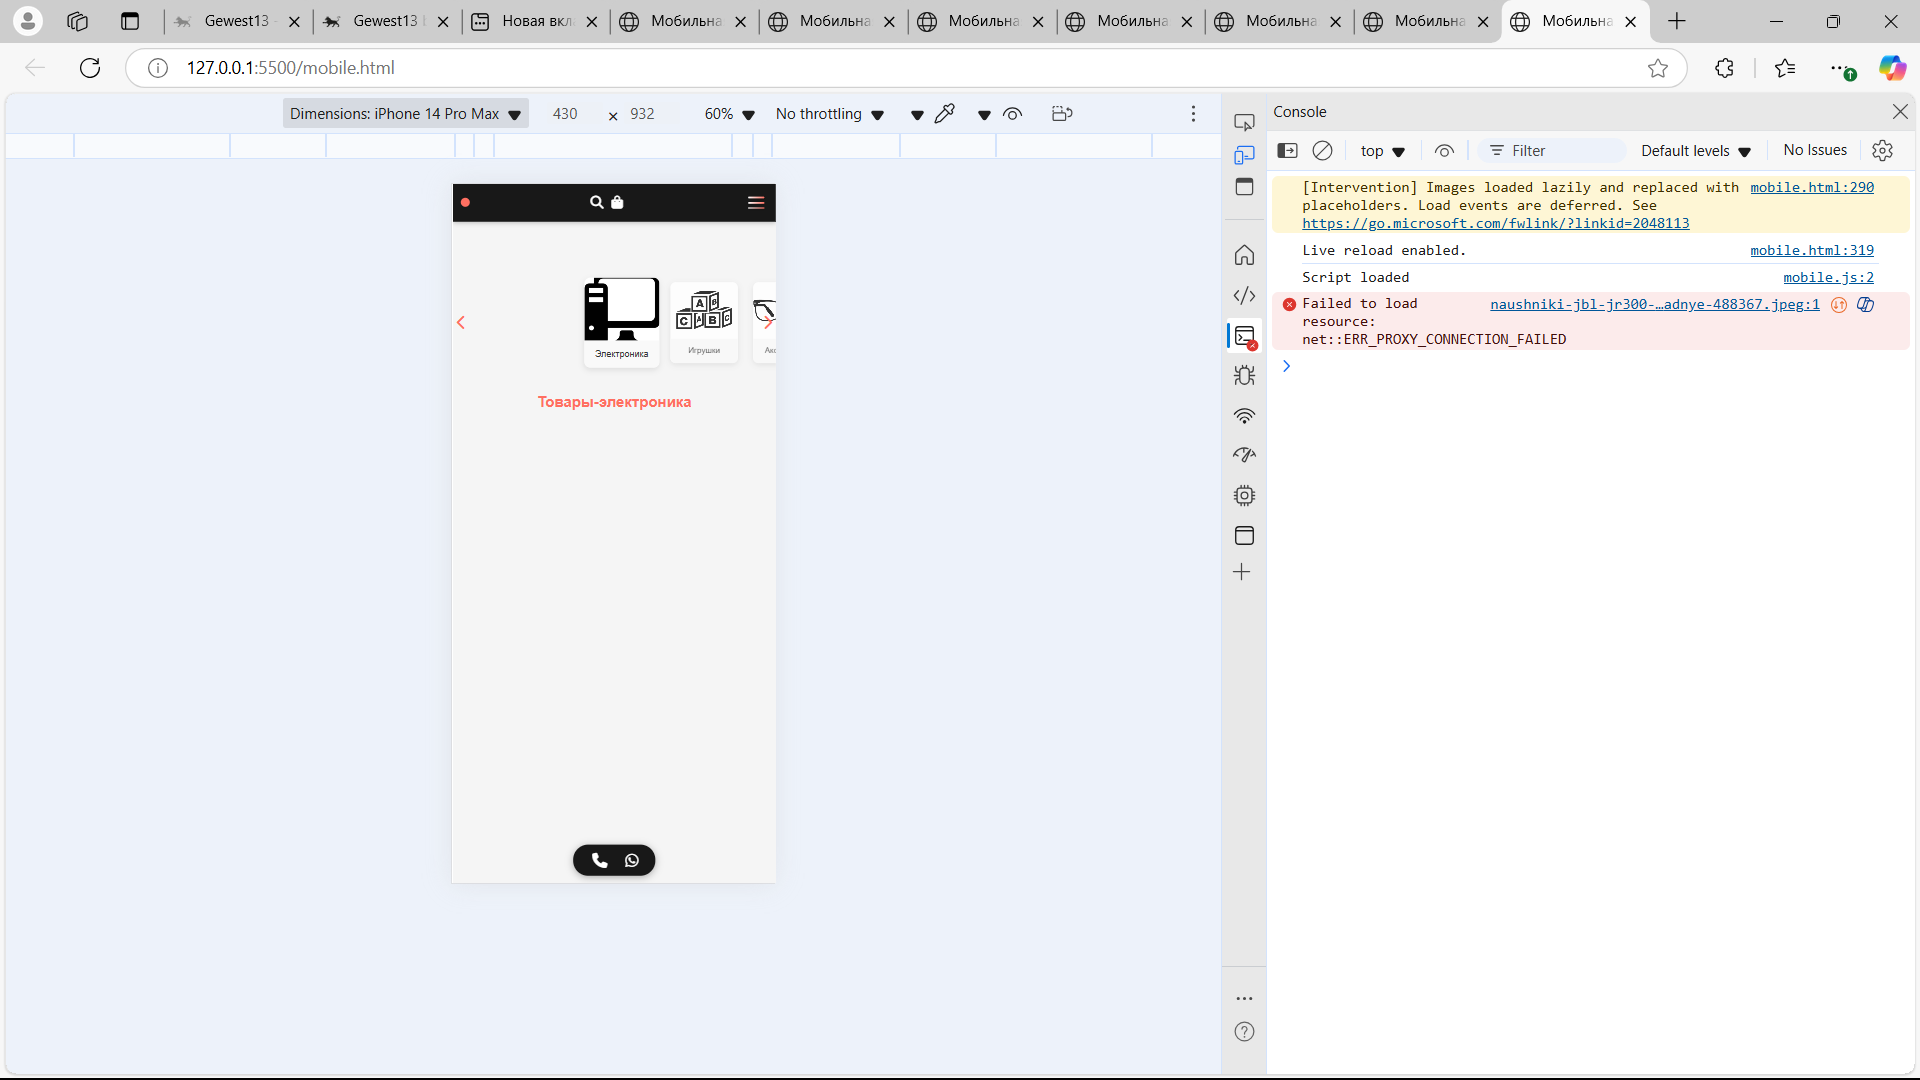 Gewest13
Gewest13
Новая вкл
Мобильна
Мобильна
Мобильна
Мобильна
Мобильна
Мобильна
Мобильна
127.0.0.1:5500/mobile.html
Dimensions: iPhone 14 Pro Max
430
×
932
60%
No throttling
Электроника
Игрушки
Акс
Товары-электроника
A
B
C
A
B
C
Console
top
Filter
Default levels
No Issues
[Intervention] Images loaded lazily and replaced with mobile.html:290
placeholders. Load events are deferred. See
https://go.microsoft.com/fwlink/?linkid=2048113
Live reload enabled. mobile.html:319
Script loaded mobile.js:2
Failed to load naushniki-jbl-jr300-…adnye-488367.jpeg:1
resource:
net::ERR_PROXY_CONNECTION_FAILED